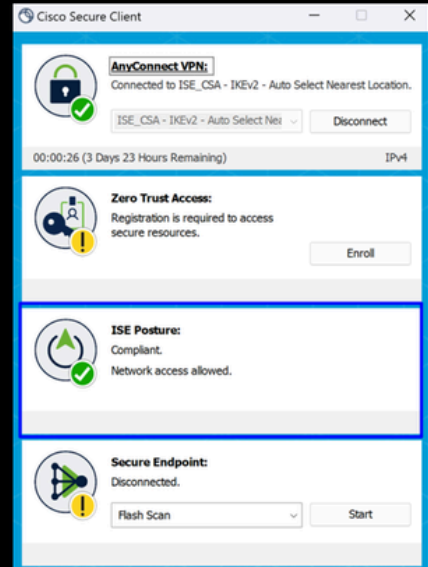 Cisco Secure Client
AnyConnect VPN:
Connected to ISE_CSA - IKEv2 - Auto Select Nearest Location.
ISE_CSA - IKEv2 - Auto Select Nea
Disconnect
00:00:26 (3 Days 23 Hours Remaining)
IPv4
Zero Trust Access:
Registration is required to access
secure resources.
Enroll
ISE Posture:
Compliant.
Network access allowed.
Secure Endpoint:
Disconnected.
Flash Scan
Start